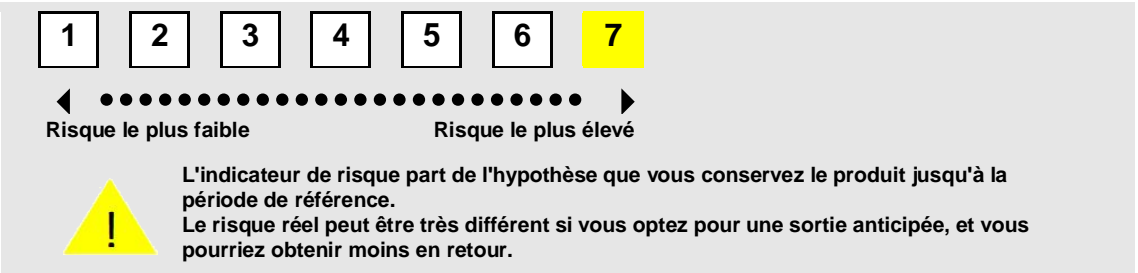 1 2 3 4 5 6 7
Risque le plus faible Risque le plus élevé
L'indicateur de risque part de l'hypothèse que vous conservez le produit jusqu'à la
période de référence.
Le risque réel peut être très différent si vous optez pour une sortie anticipée, et vous
pourriez obtenir moins en retour.
!